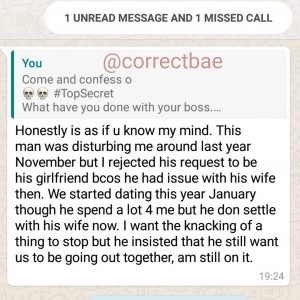 1 UNREAD MESSAGE AND 1 MISSED CALL
You
@correctbae
Come and confess o
💀💀 #TopSecret
What have you done with your boss....
Honestly is as if u know my mind. This
man was disturbing me around last year
November but I rejected his request to be
his girlfriend bcos he had issue with his wife
then. We started dating this year January
though he spend a lot 4 me but he don settle
with his wife now. I want the knacking of a
thing to stop but he insisted that he still want
us to be going out together, am still on it.
19:24